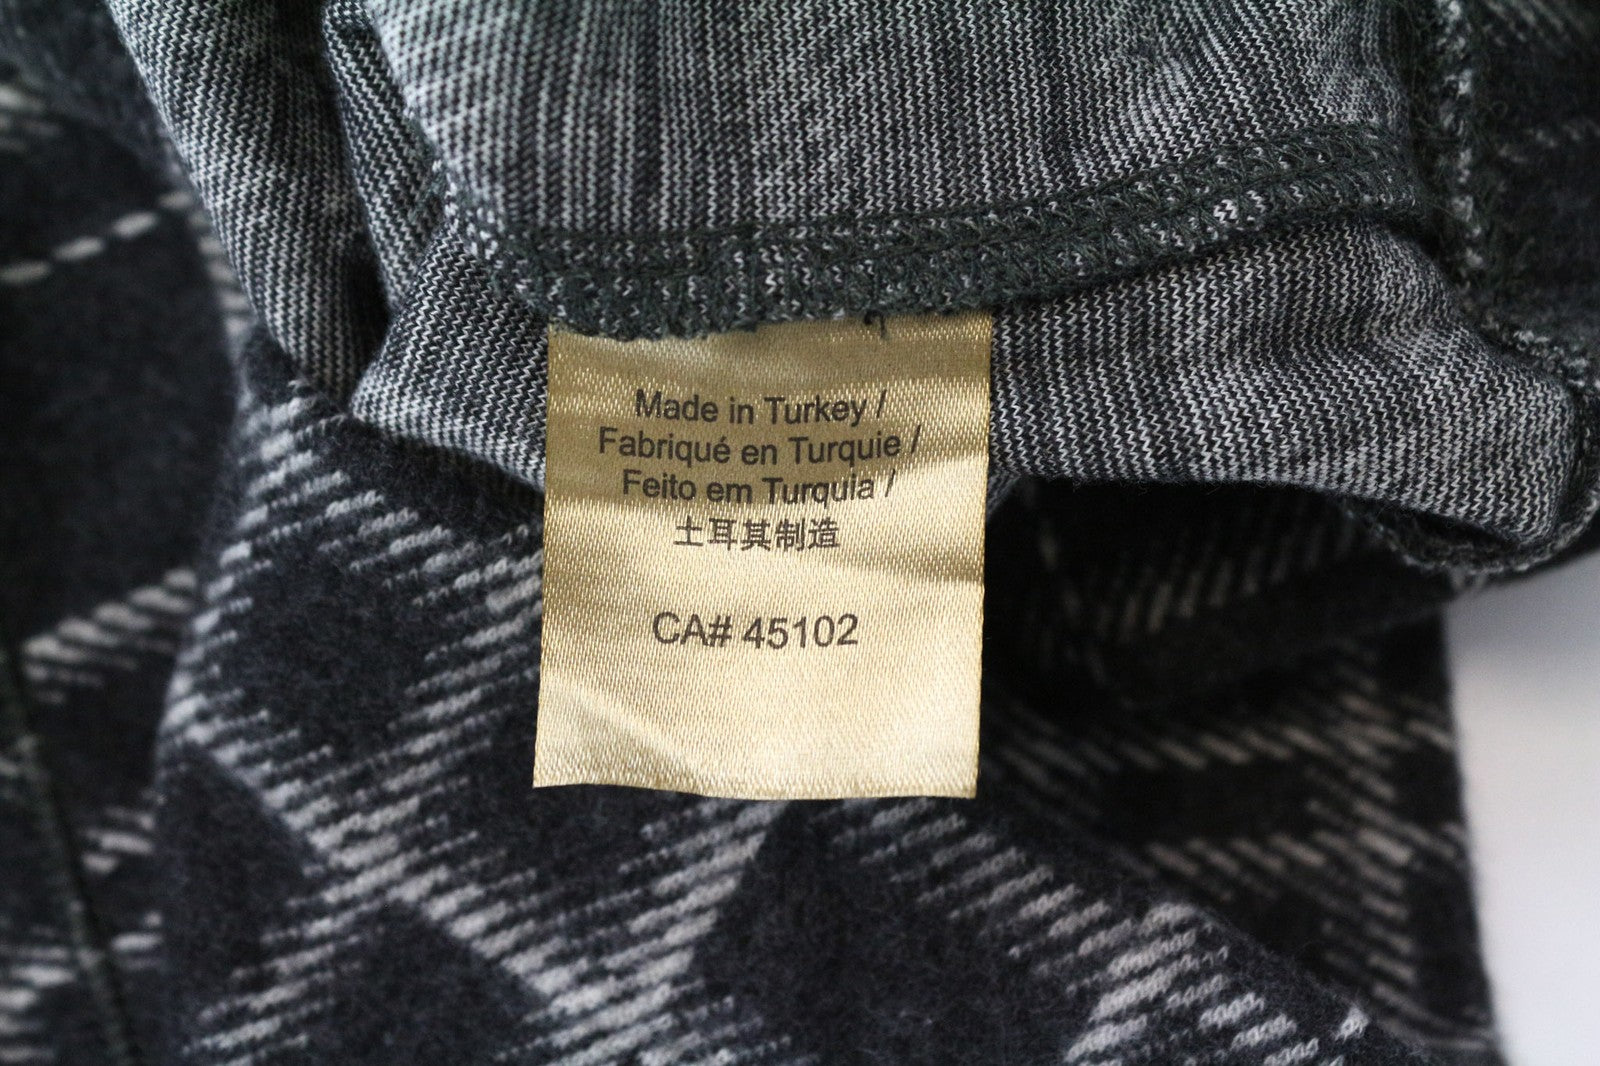 Made in Turkey /
Fabriqué en Turquie /
Feito em Turquia /
土耳其制造
CA# 45102